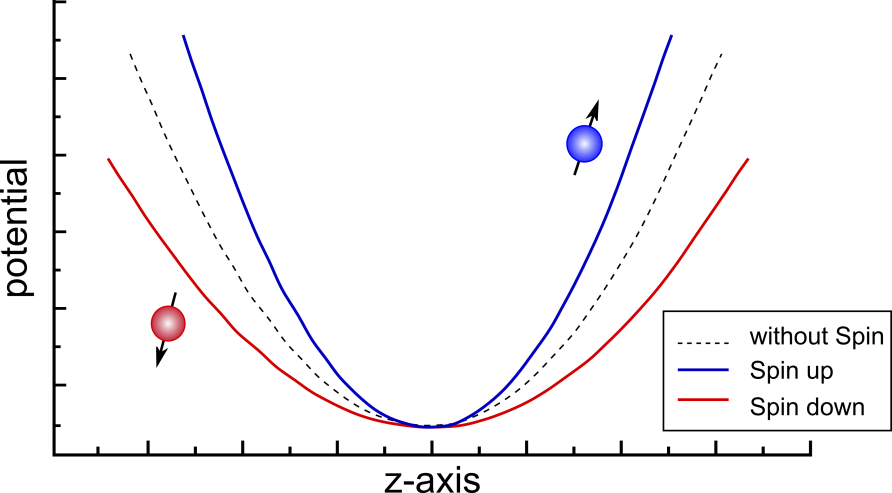 potential
z-axis
without Spin
Spin up
Spin down